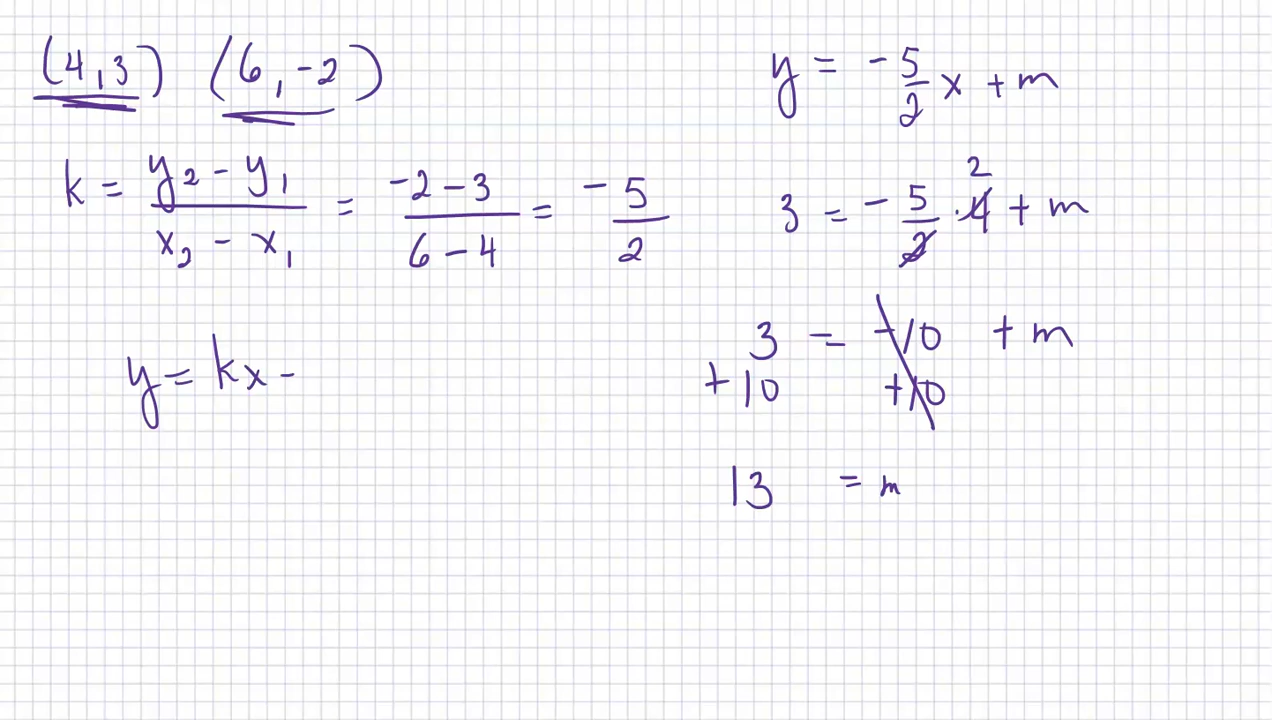 (4,3) (6,-2)
k = y₂ - y₁ / x₂ - x₁ = -2 - 3 / 6 - 4 = -5/2
y = kx -
y = -5/2 x + m
3 = -5/2 · 4 2 + m
3 = -10 + m
+10 +10
13 = m